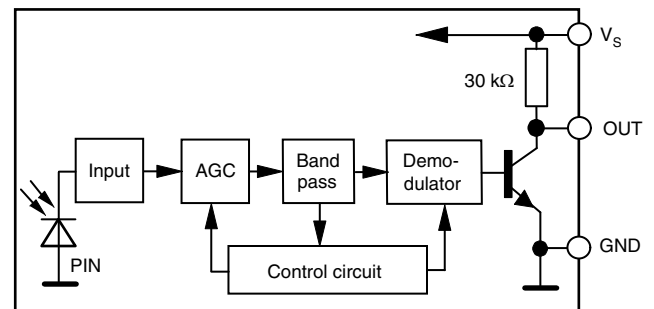 V_S
30 kΩ
OUT
Input
AGC
Band
pass
Demo-
dulator
GND
PIN
Control circuit